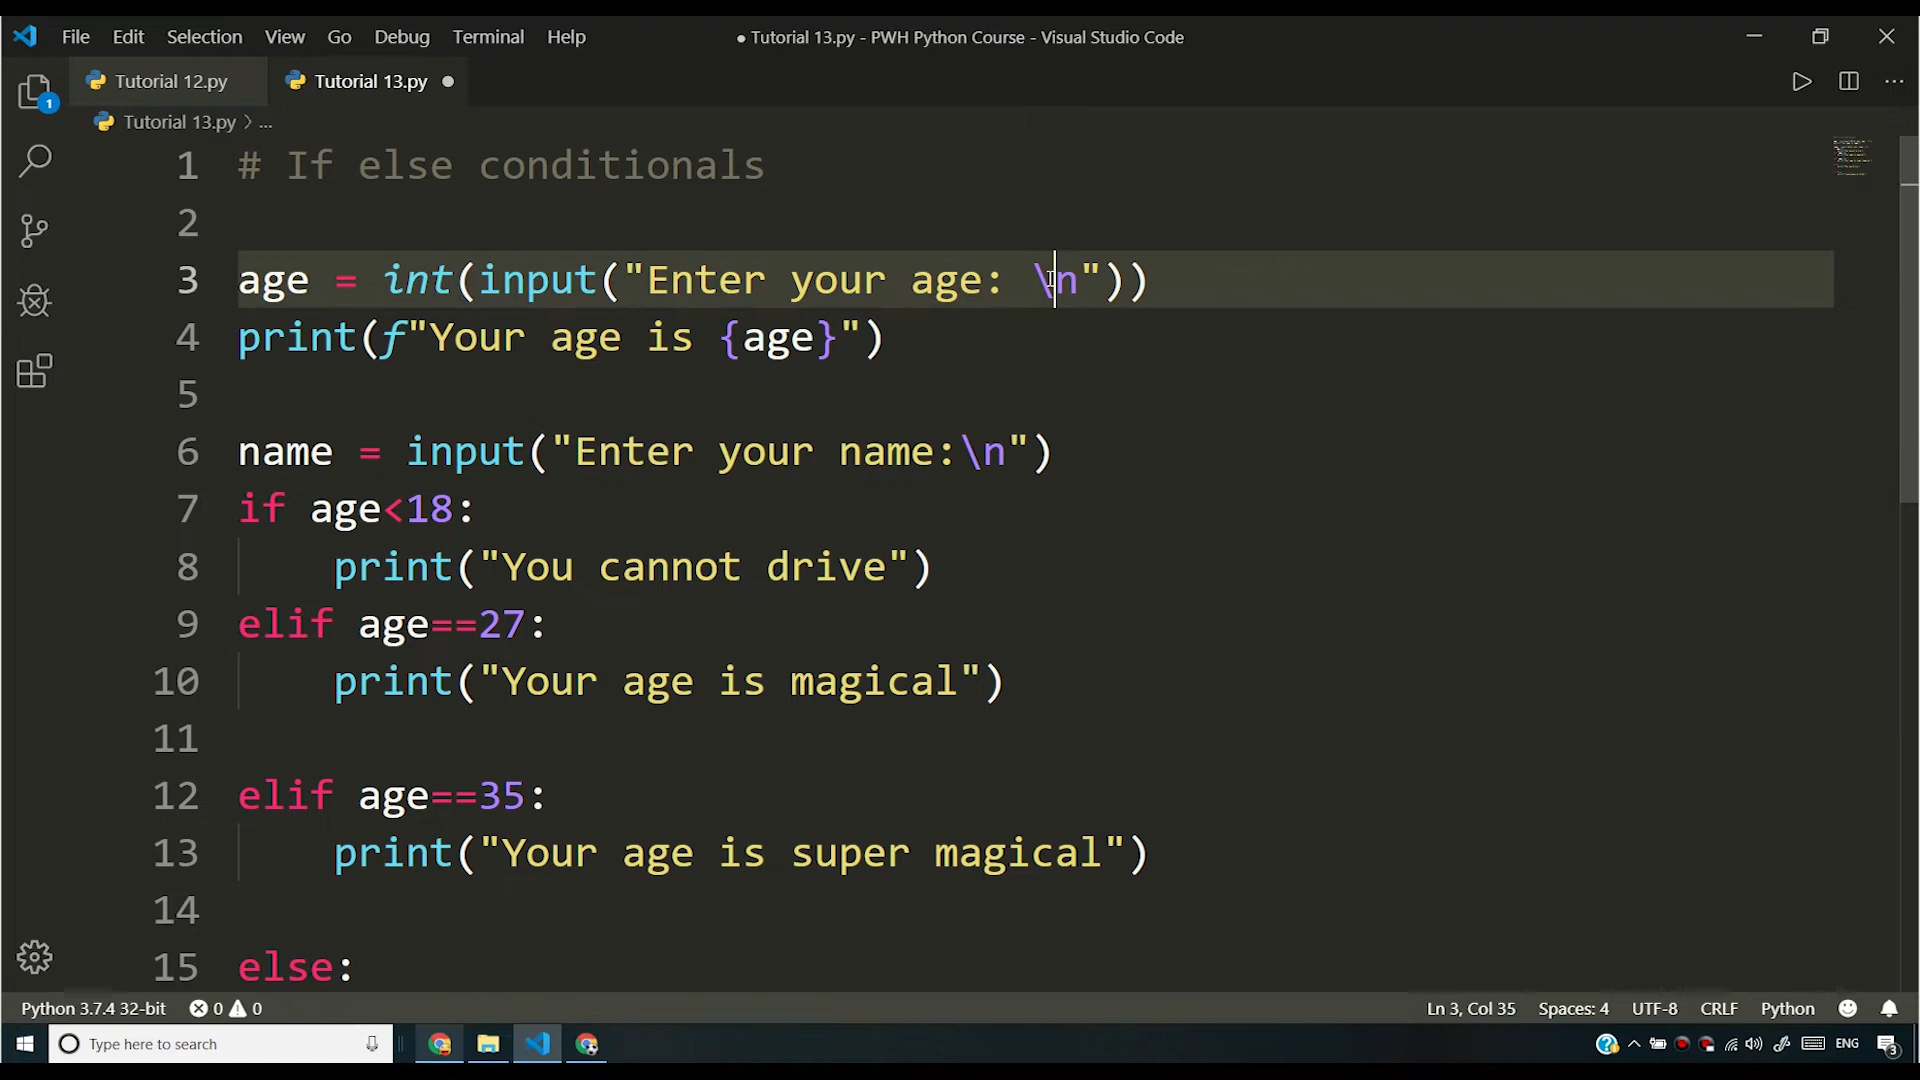 File Edit Selection View Go Debug Terminal Help ● Tutorial 13.py - PWH Python Course - Visual Studio Code
Tutorial 12.py Tutorial 13.py ●
1
Tutorial 13.py > ...
1 # If else conditionals
2
3 age = int(input("Enter your age: \n"))
4 print(f"Your age is {age}")
5
6 name = input("Enter your name:\n")
7 if age<18:
8     print("You cannot drive")
9 elif age==27:
10     print("Your age is magical")
11
12 elif age==35:
13     print("Your age is super magical")
14
15 else:
Python 3.7.4 32-bit 0 0 Ln 3, Col 35 Spaces: 4 UTF-8 CRLF Python
Type here to search ENG 3